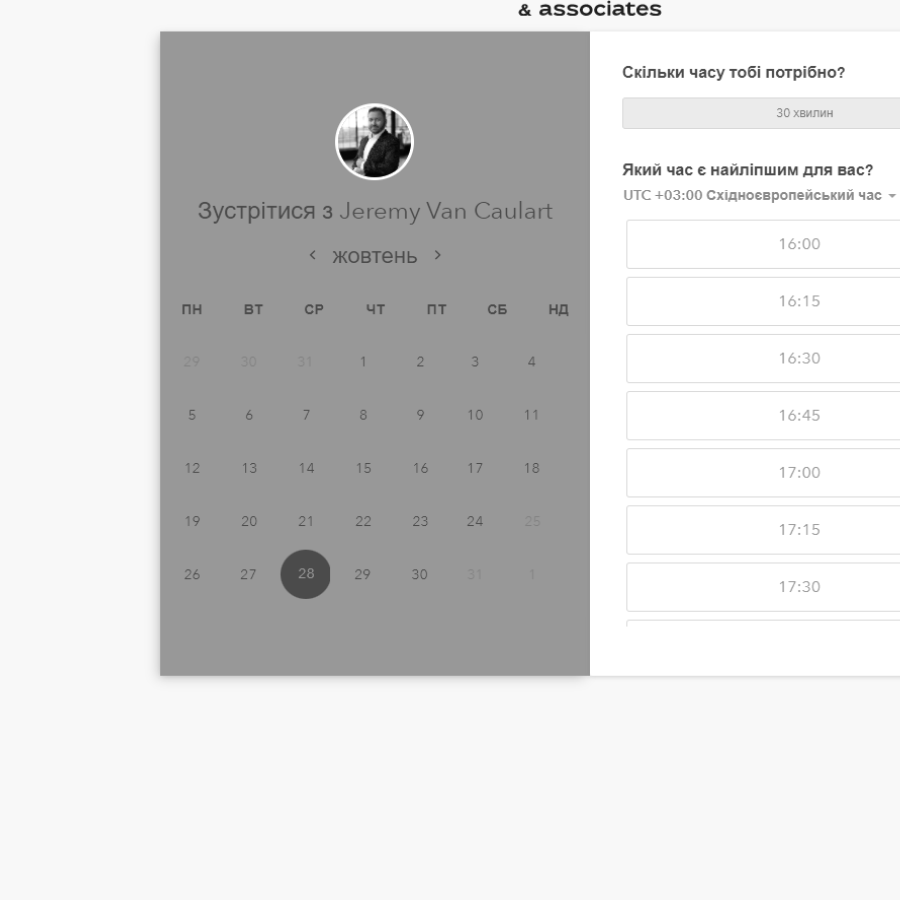 & associates
Зустрітися з Jeremy Van Caulart
‹ жовтень ›
ПН ВТ СР ЧТ ПТ СБ НД
29 30 31 1 2 3 4
5 6 7 8 9 10 11
12 13 14 15 16 17 18
19 20 21 22 23 24 25
26 27 28 29 30 31 1
Скільки часу тобі потрібно?
30 хвилин
Який час є найліпшим для вас?
UTC +03:00 Східноєвропейський час
16:00
16:15
16:30
16:45
17:00
17:15
17:30